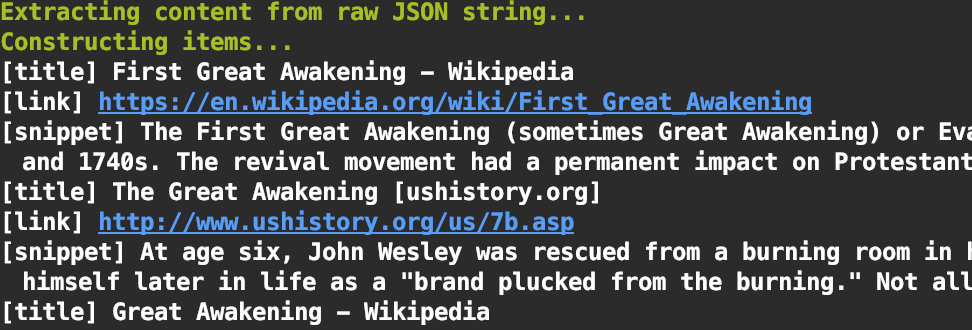 Extracting content from raw JSON string...
Constructing items...
[title] First Great Awakening – Wikipedia
[link] https://en.wikipedia.org/wiki/First_Great_Awakening
[snippet] The First Great Awakening (sometimes Great Awakening) or
and 1740s. The revival movement had a permanent impact on Protestant
[title] The Great Awakening [ushistory.org]
[link] http://www.ushistory.org/us/7b.asp
[snippet] At age six, John Wesley was rescued from a burning room in
himself later in life as a "brand plucked from the burning." Not all
[title] Great Awakening – Wikipedia